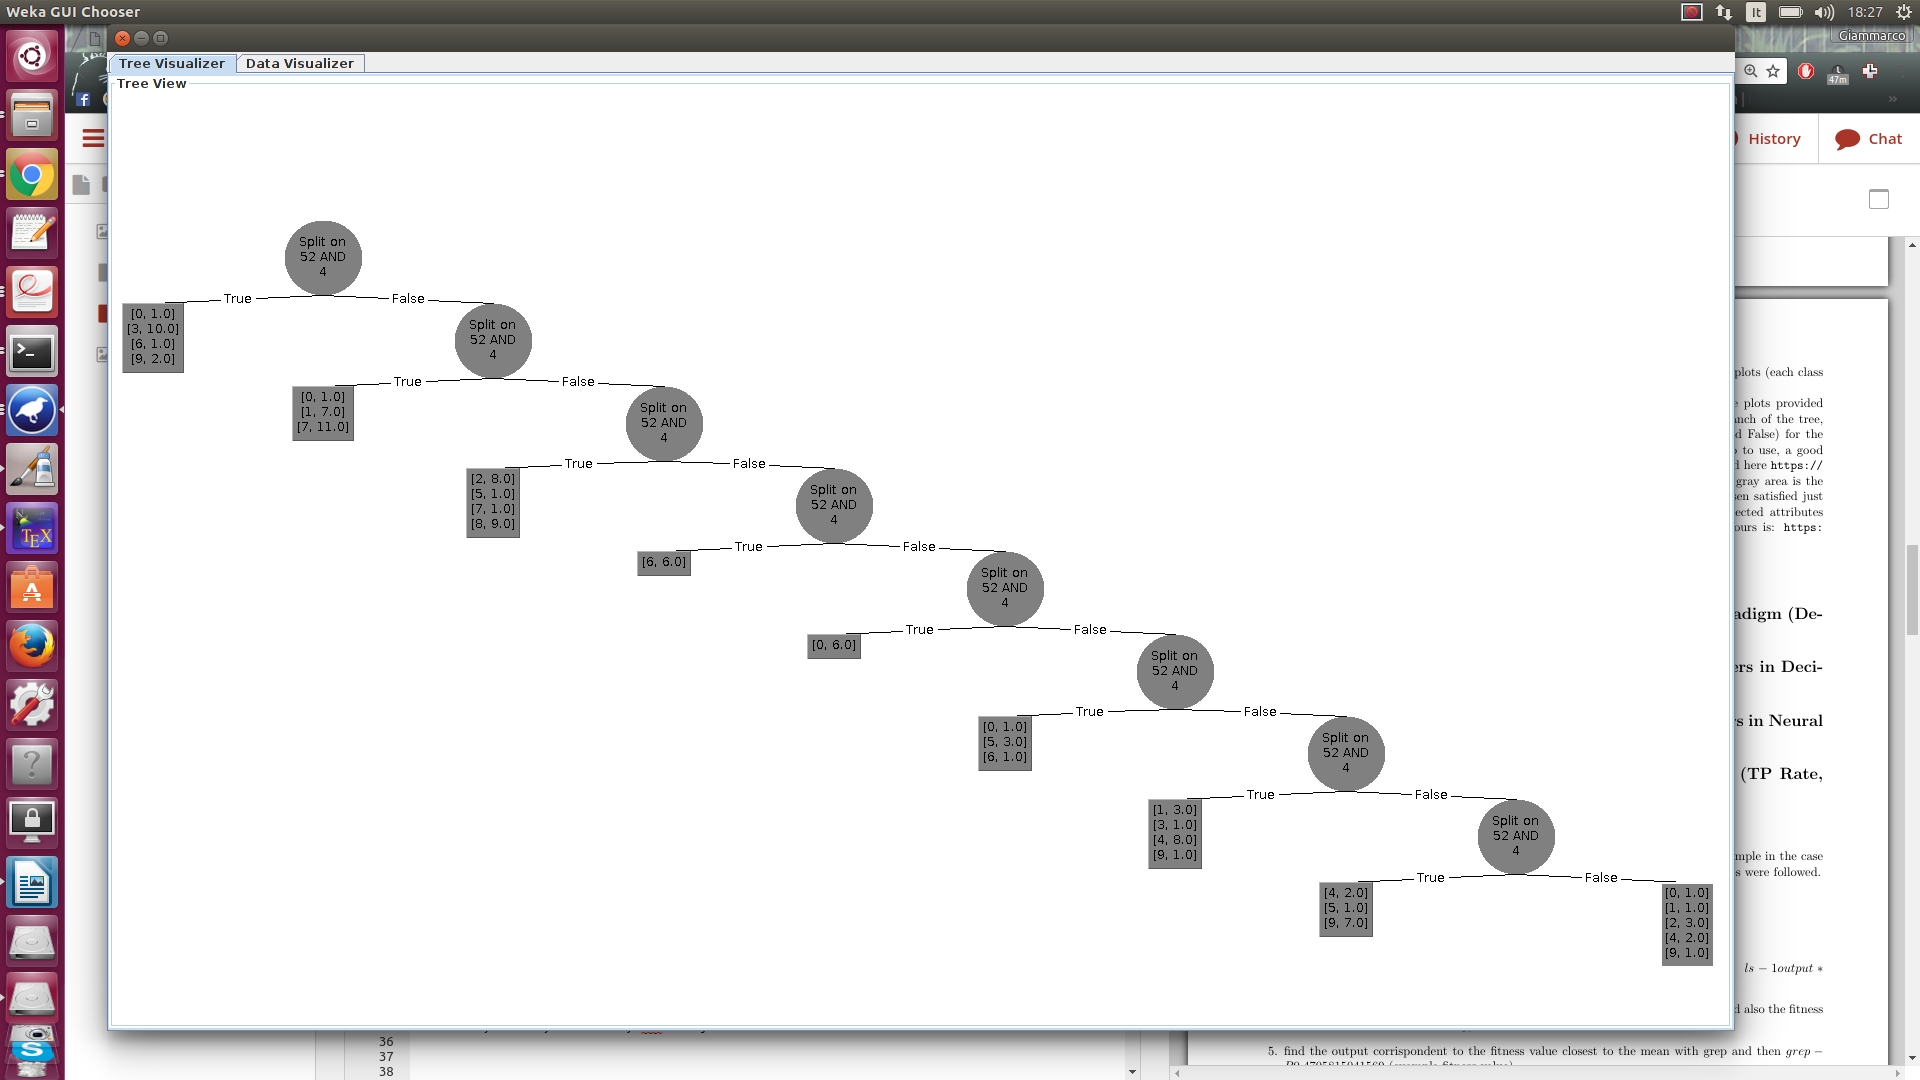 Weka GUI Chooser
It
18:27
Giammarco
Tree Visualizer
Data Visualizer
Tree View
47m
History
Chat
Split on
52 AND
4
True
False
[0, 1.0]
[3, 10.0]
[6, 1.0]
[9, 2.0]
Split on
52 AND
4
True
False
[0, 1.0]
[1, 7.0]
[7, 11.0]
Split on
52 AND
4
True
False
[2, 8.0]
[5, 1.0]
[7, 1.0]
[8, 9.0]
Split on
52 AND
4
True
False
[6, 6.0]
Split on
52 AND
4
True
False
[0, 6.0]
Split on
52 AND
4
True
False
[0, 1.0]
[5, 3.0]
[6, 1.0]
Split on
52 AND
4
True
False
[1, 3.0]
[3, 1.0]
[4, 8.0]
[9, 1.0]
Split on
52 AND
4
True
False
[4, 2.0]
[5, 1.0]
[9, 7.0]
[0, 1.0]
[1, 1.0]
[2, 3.0]
[4, 2.0]
[9, 1.0]
plots (each class
plots provided
of the tree,
False) for the
to use, a good
here https://
gray area is the
satisfied just
attributes
is: https:
(De-
in Deci-
in Neural
(TP Rate,
in the case
were followed.
ls − 1output ∗
also the fitness
5. find the output corrispondent to the fitness value closest to the mean with grep and then grep −
36
37
38